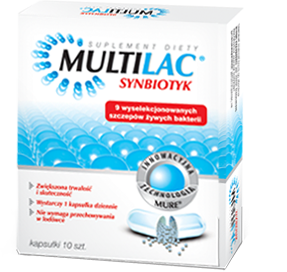 MULTILAC®
SUPLEMENT DIETY
MULTILAC®
SYNBIOTYK
9 wyselekcjonowanych
szczepów żywych bakterii
INNOWACYJNA
TECHNOLOGIA
MURE®
Zwiększona trwałość
i skuteczność
Wystarczy 1 kapsułka dziennie
Nie wymaga przechowywania
w lodówce
kapsułki 10 szt.